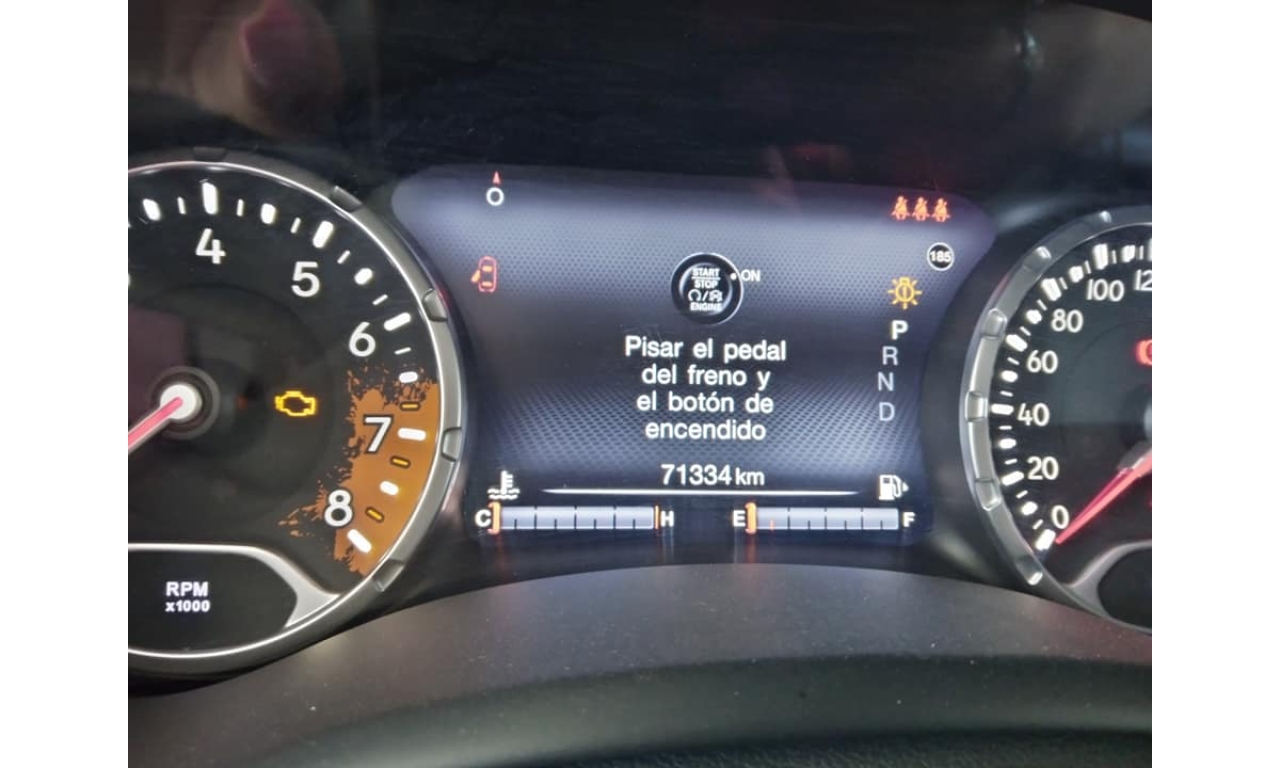 4
5
6
7
8
RPM
x1000
O
START
STOP
ENGINE
ON
185
Pisar el pedal
del freno y
el botón de
encendido
71334 km
P
R
N
D
C
H
E
F
0
20
40
60
80
100